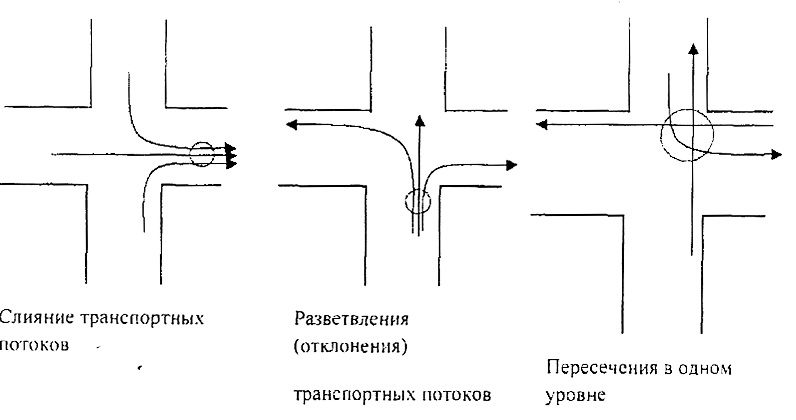 Слияние транспортных
потоков
Разветвления
(отклонения)
транспортных потоков
Пересечения в одном
уровне